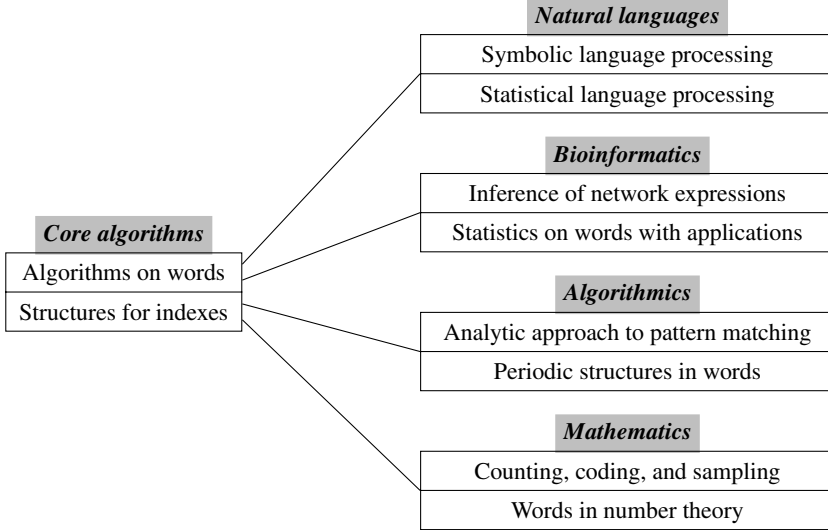 Natural languages
Symbolic language processing
Statistical language processing
Bioinformatics
Inference of network expressions
Statistics on words with applications
Core algorithms
Algorithms on words
Structures for indexes
Algorithmics
Analytic approach to pattern matching
Periodic structures in words
Mathematics
Counting, coding, and sampling
Words in number theory